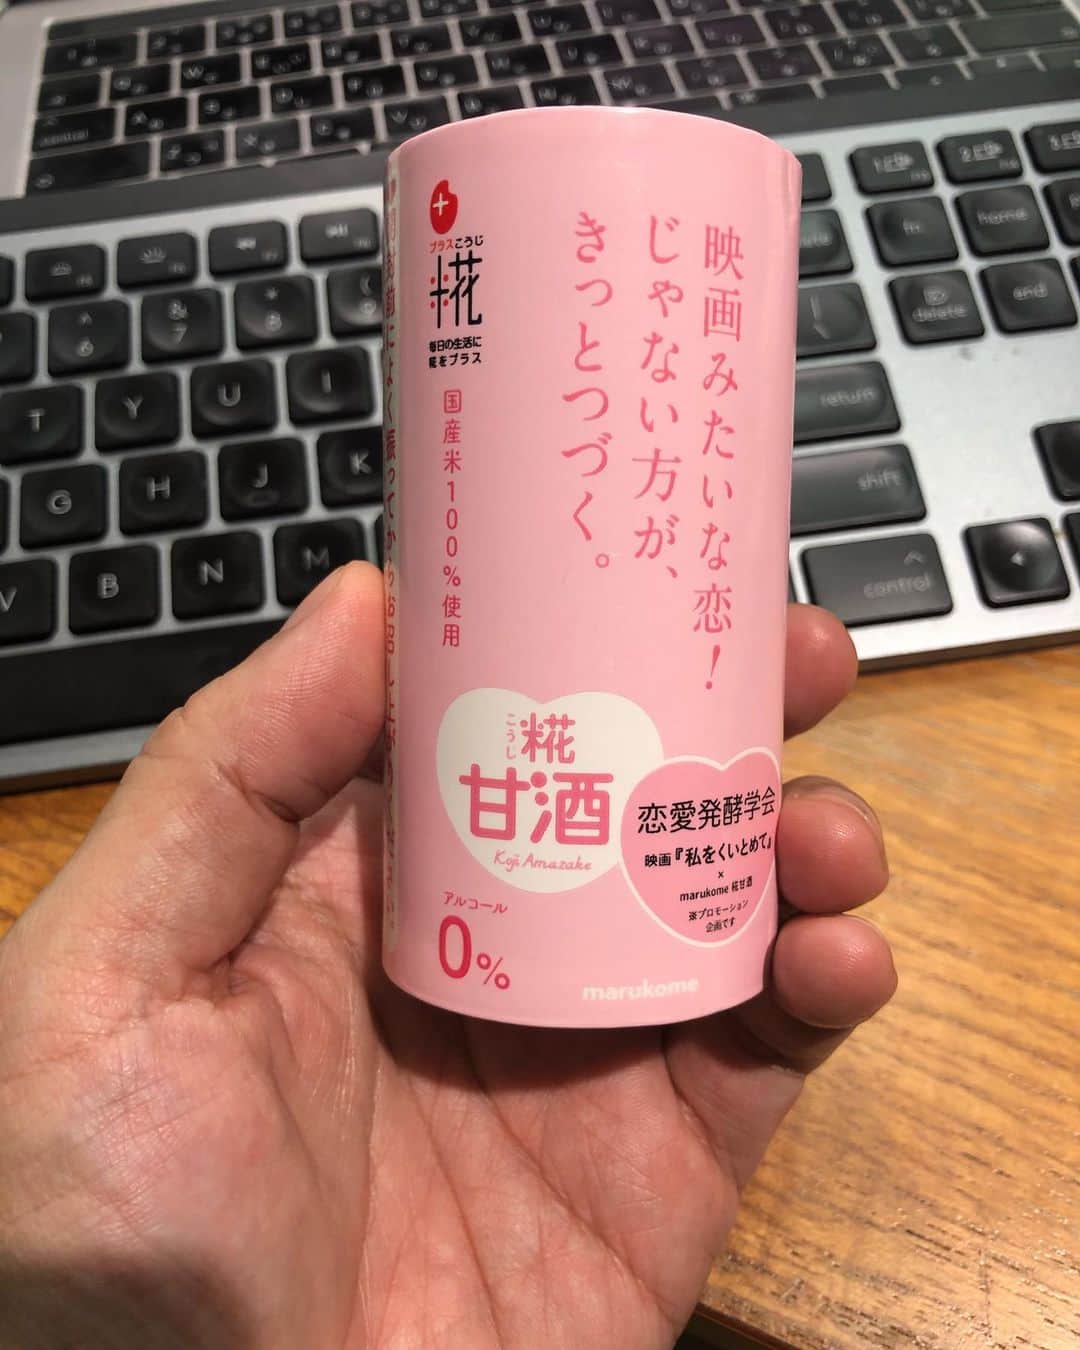 映画みたいな恋！
じゃない方が、
きっとつづく。
プラスこうじ
糀
毎日の生活に
糀をプラス
国産米100%使用
こうじ
糀
甘酒
Koji Amazake
恋愛発酵学会
映画『私をくいとめて』
×
marukome 糀甘酒
※プロモーション
企画です
アルコール
0%
marukome
control
T
Y
U
I
G
H
J
K
V
B
N
M
fn
home
delete
end
return
shift
control